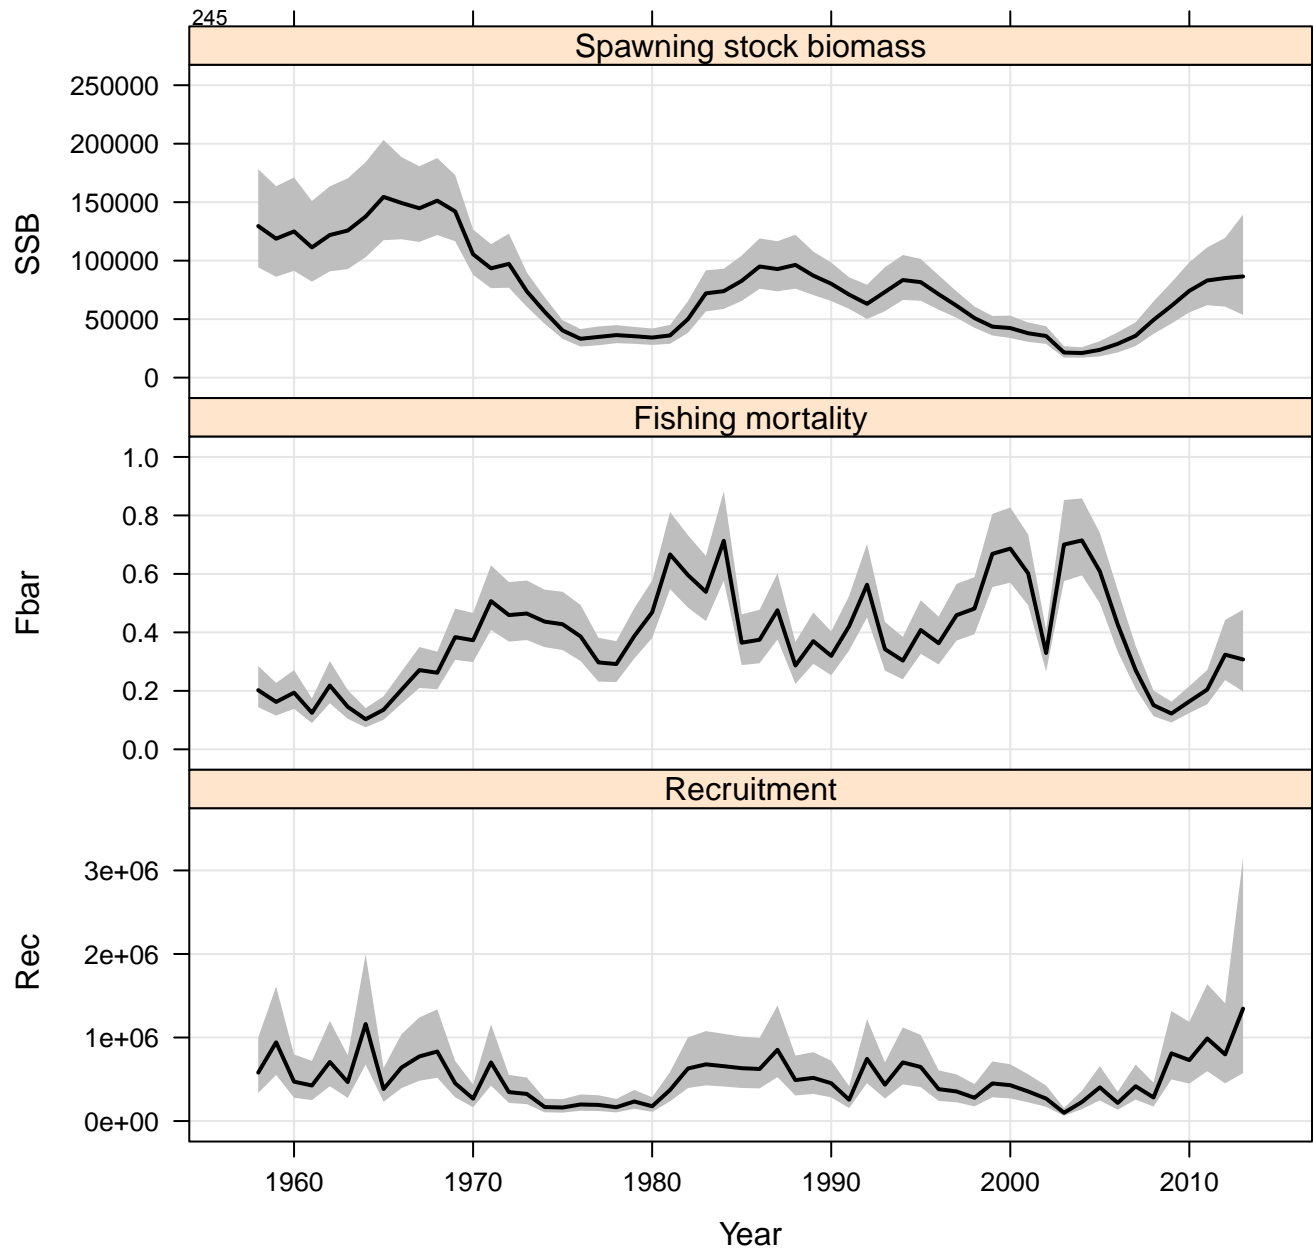 245
Spawning stock biomass
250000
200000
150000
100000
50000
0
SSB
Fishing mortality
1.0
0.8
0.6
0.4
0.2
0.0
Fbar
Recruitment
3e+06
2e+06
1e+06
0e+00
Rec
1960 1970 1980 1990 2000 2010
Year